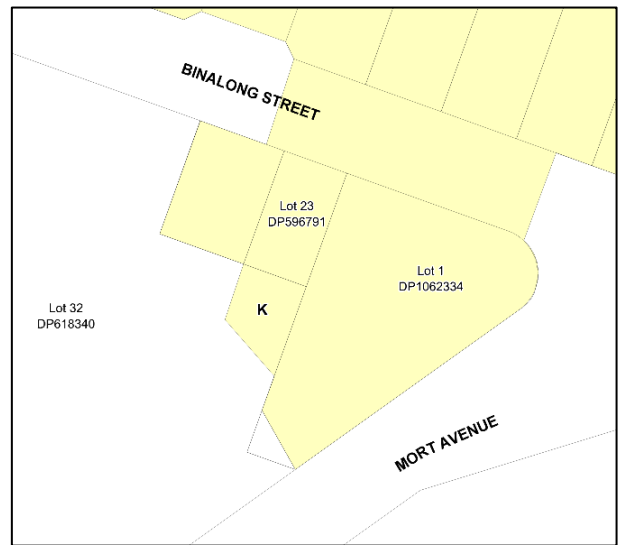 BINALONG STREET
Lot 23
DP596791
Lot 1
DP1062334
K
Lot 32
DP618340
MORT AVENUE